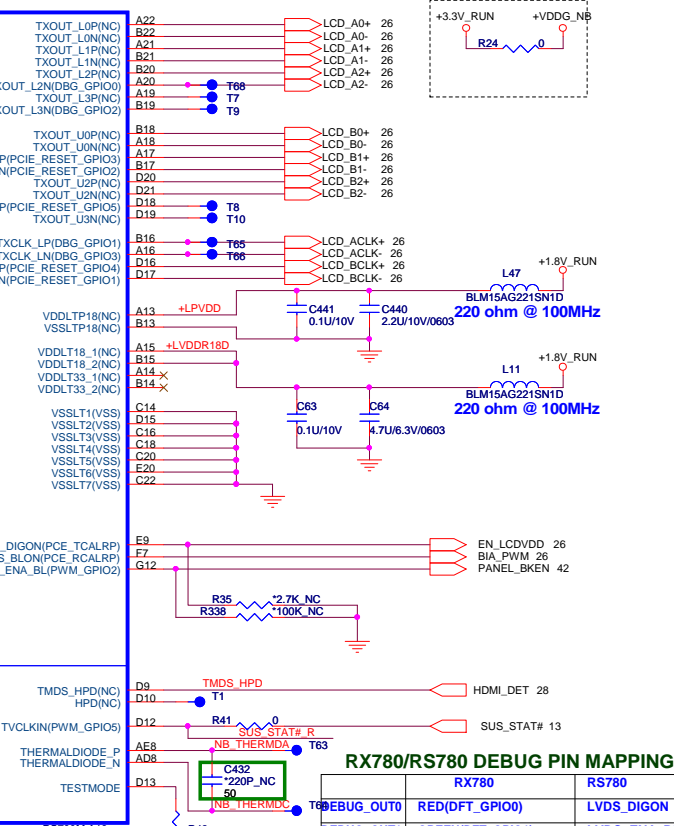 TXOUT_L0P(NC) A22 LCD_A0+ 26
TXOUT_L0N(NC) B22 LCD_A0- 26
TXOUT_L1P(NC) A21 LCD_A1+ 26
TXOUT_L1N(NC) B21 LCD_A1- 26
TXOUT_L2P(NC) B20 LCD_A2+ 26
XOUT_L2N(DBG_GPIO0) A20 T68 LCD_A2- 26
TXOUT_L3P(NC) A19 T7
XOUT_L3N(DBG_GPIO2) B19 T9
+3.3V_RUN +VDDG_NB
R24 0
TXOUT_U0P(NC) B18 LCD_B0+ 26
TXOUT_U0N(NC) A18 LCD_B0- 26
P(PCIE_RESET_GPIO3) A17 LCD_B1+ 26
N(PCIE_RESET_GPIO2) B17 LCD_B1- 26
TXOUT_U2P(NC) D20 LCD_B2+ 26
TXOUT_U2N(NC) D21 LCD_B2- 26
P(PCIE_RESET_GPIO5) D18 T8
TXOUT_U3N(NC) D19 T10
TXCLK_LP(DBG_GPIO1) B16 T65 LCD_ACLK+ 26
TXCLK_LN(DBG_GPIO3) A16 T66 LCD_ACLK- 26
P(PCIE_RESET_GPIO4) D16 LCD_BCLK+ 26
N(PCIE_RESET_GPIO1) D17 LCD_BCLK- 26
+1.8V_RUN
L47
BLM15AG221SN1D
220 ohm @ 100MHz
VDDLTP18(NC) A13 +LPVDD
VSSLTP18(NC) B13
C441
0.1U/10V
C440
2.2U/10V/0603
VDDLT18_1(NC) A15 +LVDDR18D
VDDLT18_2(NC) B15
VDDLT33_1(NC) A14
VDDLT33_2(NC) B14
+1.8V_RUN
L11
BLM15AG221SN1D
220 ohm @ 100MHz
C63
0.1U/10V
C64
4.7U/6.3V/0603
VSSLT1(VSS) C14
VSSLT2(VSS) D15
VSSLT3(VSS) C16
VSSLT4(VSS) C18
VSSLT5(VSS) C20
VSSLT6(VSS) E20
VSSLT7(VSS) C22
_DIGON(PCE_TCALRP) E9 EN_LCDVDD 26
S_BLON(PCE_RCALRP) F7 BIA_PWM 26
_ENA_BL(PWM_GPIO2) G12 PANEL_BKEN 42
R35 *2.7K_NC
R338 *100K_NC
TMDS_HPD(NC) D9 TMDS_HPD HDMI_DET 28
HPD(NC) D10 T1
TVCLKIN(PWM_GPIO5) D12 R41 0 SUS_STAT# 13
SUS_STAT#_R
THERMALDIODE_P AE8 NB_THERMDA T63
THERMALDIODE_N AD8
C432
*220P_NC
50
TESTMODE D13
NB_THERMDC T64
RX780/RS780 DEBUG PIN MAPPING
RX780 RS780
DEBUG_OUT0 RED(DFT_GPIO0) LVDS_DIGON